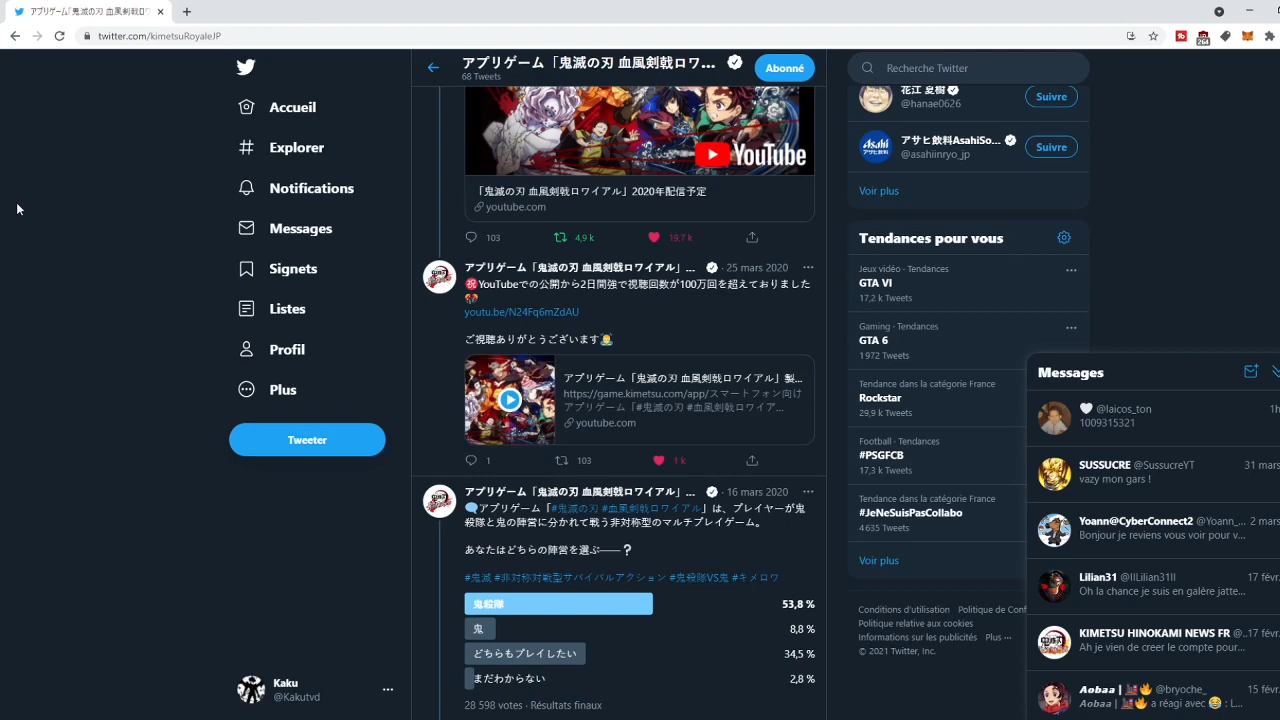 アプリゲーム「鬼滅の刃 血風剣戟ロワ
twitter.com/kimetsuRoyaleJP
264
Accueil
Explorer
Notifications
Messages
Signets
Listes
Profil
Plus
Tweeter
Kaku
@Kakutvd
アプリゲーム「鬼滅の刃 血風剣戟ロワ...
68 Tweets
Abonné
YouTube
「鬼滅の刃 血風剣戟ロワイアル」2020年配信予定
youtube.com
103
4,9 k
19,7 k
アプリゲーム「鬼滅の刃 血風剣戟ロワイアル」... · 25 mars 2020
㊗YouTubeでの公開から2日間強で視聴回数が100万回を超えておりました
youtu.be/N24Fq6mZdAU
ご視聴ありがとうございます
アプリゲーム「鬼滅の刃 血風剣戟ロワイアル」製...
https://game.kimetsu.com/app/スマートフォン向け
アプリゲーム「#鬼滅の刃 #血風剣戟ロワイア...
youtube.com
1
103
1 k
アプリゲーム「鬼滅の刃 血風剣戟ロワイアル」... · 16 mars 2020
アプリゲーム「#鬼滅の刃 #血風剣戟ロワイアル」は、プレイヤーが鬼
殺隊と鬼の陣営に分かれて戦う非対称型のマルチプレイゲーム。
あなたはどちらの陣営を選ぶ――?
#鬼滅 #非対称対戦型サバイバルアクション #鬼殺隊VS鬼 #キメロワ
鬼殺隊 53,8 %
鬼 8,8 %
どちらもプレイしたい 34,5 %
まだわからない 2,8 %
28 598 votes · Résultats finaux
Recherche Twitter
花江 夏樹
@hanae0626
Suivre
アサヒ飲料AsahiSo...
@asahiinryo_jp
Suivre
Voir plus
Tendances pour vous
Jeux vidéo · Tendances
GTA VI
17,2 k Tweets
Gaming · Tendances
GTA 6
1 972 Tweets
Tendance dans la catégorie France
Rockstar
29,9 k Tweets
Football · Tendances
#PSGFCB
17,3 k Tweets
Tendance dans la catégorie France
#JeNeSuisPasCollabo
4 635 Tweets
Voir plus
Conditions d'utilisation Politique de Conf
Politique relative aux cookies
Informations sur les publicités Plus ···
© 2021 Twitter, Inc.
Messages
@laicos_ton 1h
1009315321
SUSSUCRE @SussucreYT 31 mars
vazy mon gars !
Yoann@CyberConnect2 @Yoann_... 2 mars
Bonjour je reviens vous voir pour v...
Lilian31 @IILilian31II 17 févr.
Oh la chance je suis en galère jatte...
KIMETSU HINOKAMI NEWS FR @... 17 févr.
Ah je vien de creer le compte pour...
Aobaa | @bryoche_ 15 févr.
Aobaa | a réagi avec : L...